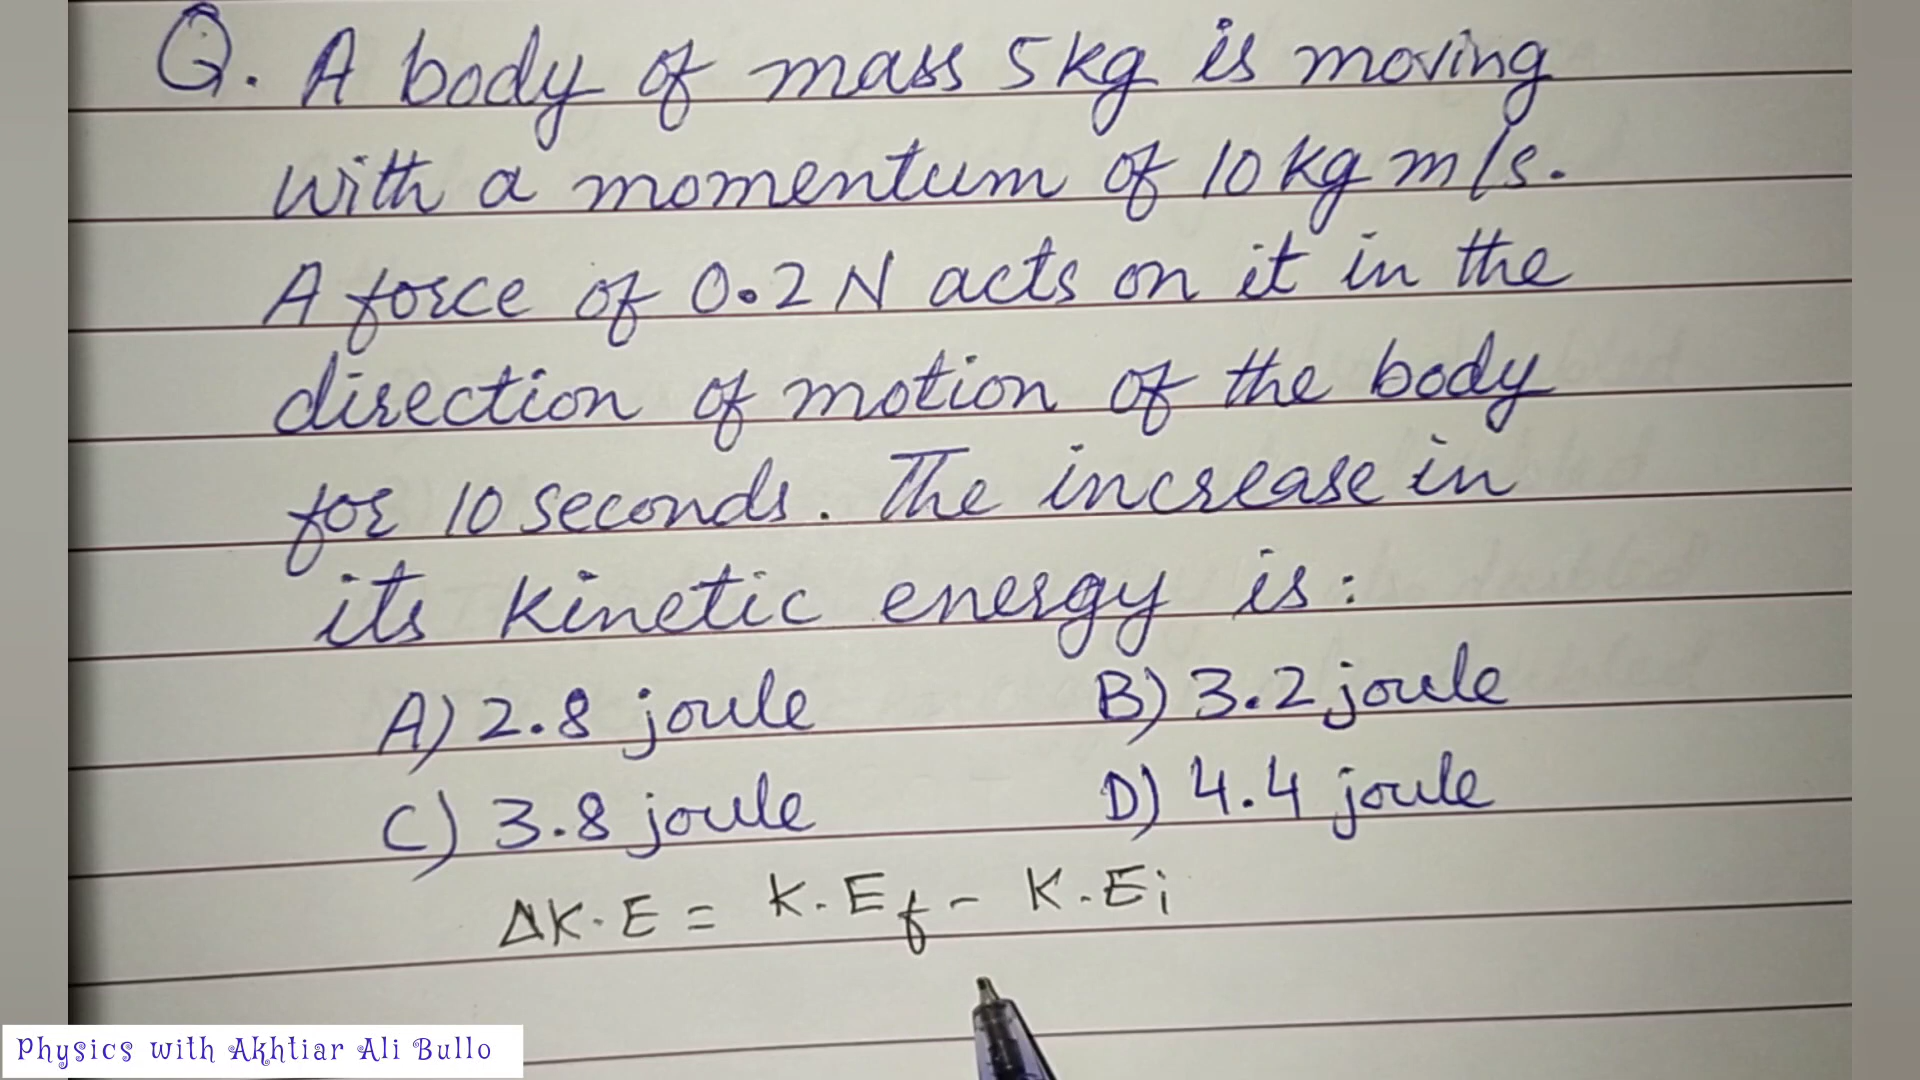 Q. A body of mass 5kg is moving
with a momentum of 10 kg m/s.
A force of 0.2 N acts on it in the
direction of motion of the body
for 10 seconds. The increase in
its kinetic energy is:
A) 2.8 joule B) 3.2 joule
C) 3.8 joule D) 4.4 joule
ΔK.E = K.Ef - K.Ei
Physics with Akhtiar Ali Bullo